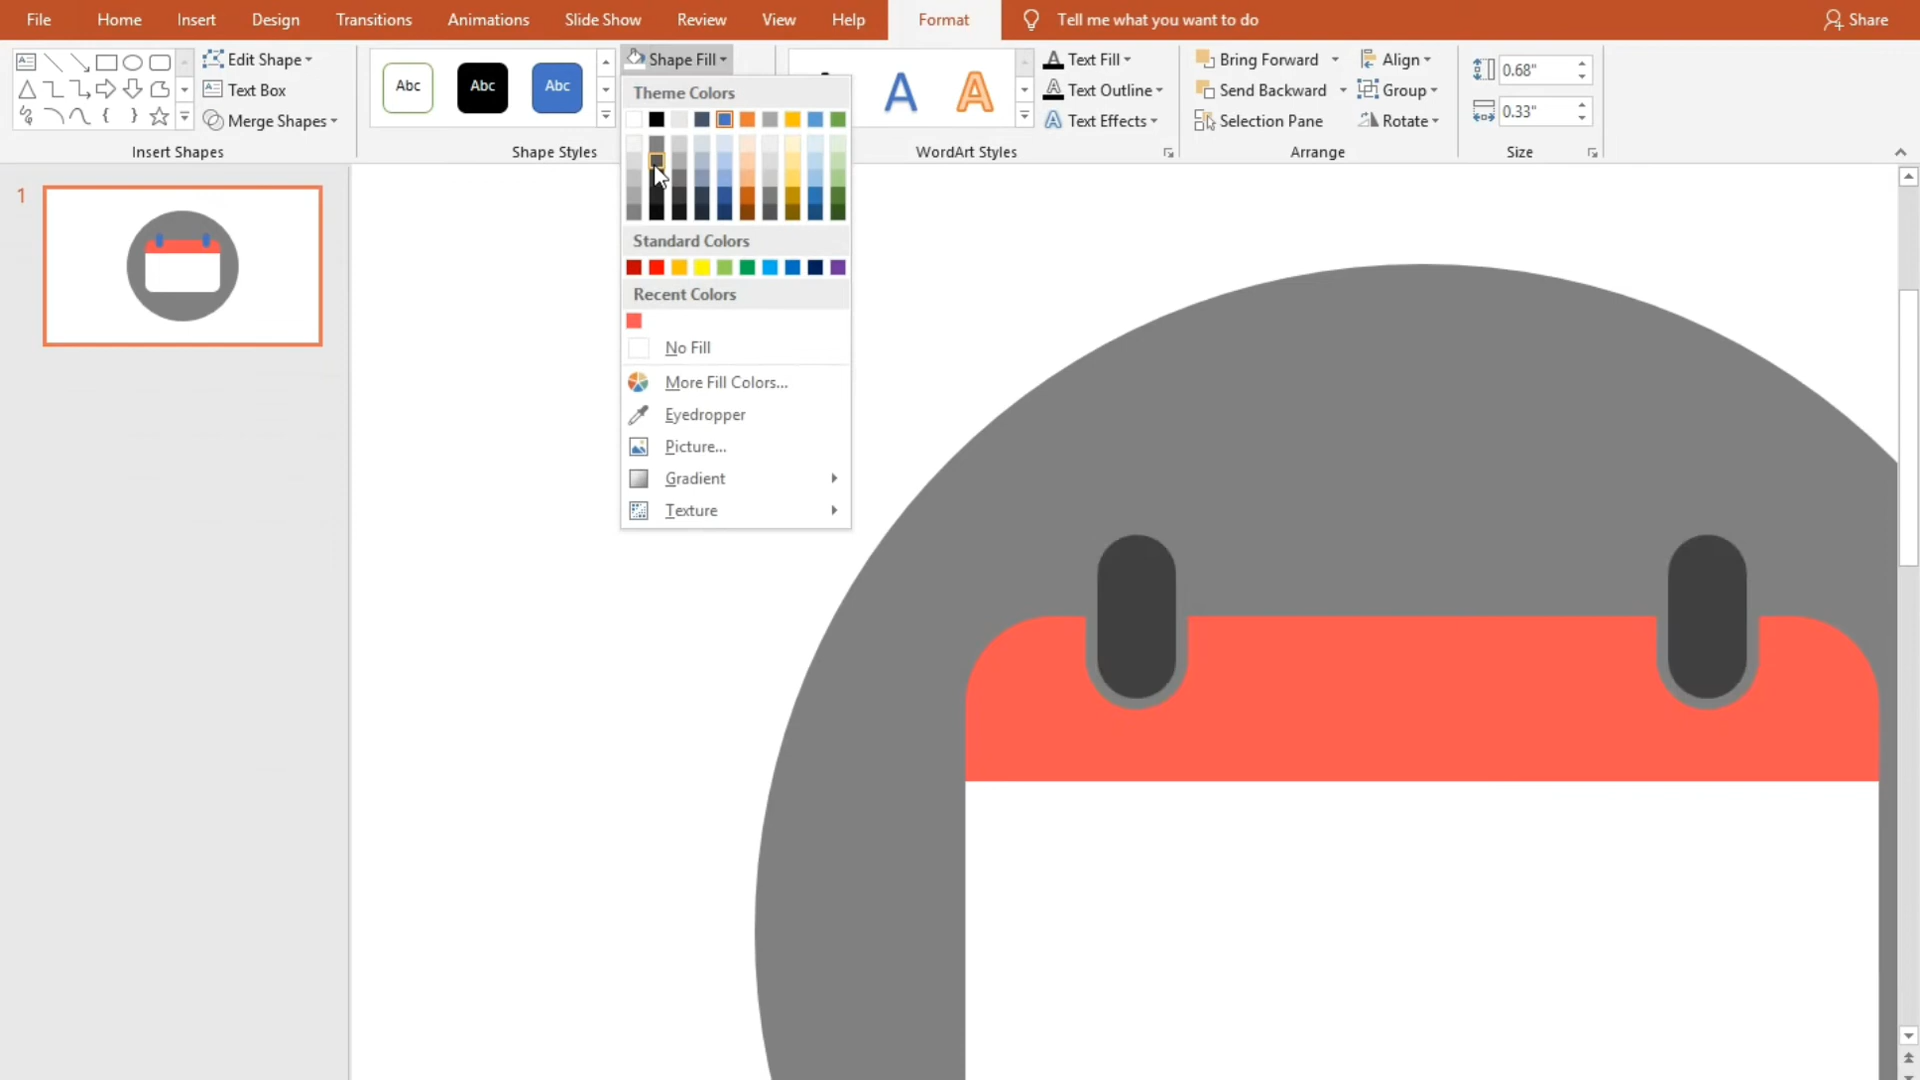 File Home Insert Design Transitions Animations Slide Show Review View Help Format Tell me what you want to do Share
Edit Shape
Text Box
Merge Shapes
Insert Shapes
Abc Abc Abc
Shape Styles
Shape Fill
Theme Colors
Standard Colors
Recent Colors
No Fill
More Fill Colors...
Eyedropper
Picture...
Gradient
Texture
A A
WordArt Styles
Text Fill
Text Outline
Text Effects
Bring Forward
Send Backward
Selection Pane
Arrange
Align
Group
Rotate
0.68"
0.33"
Size
1